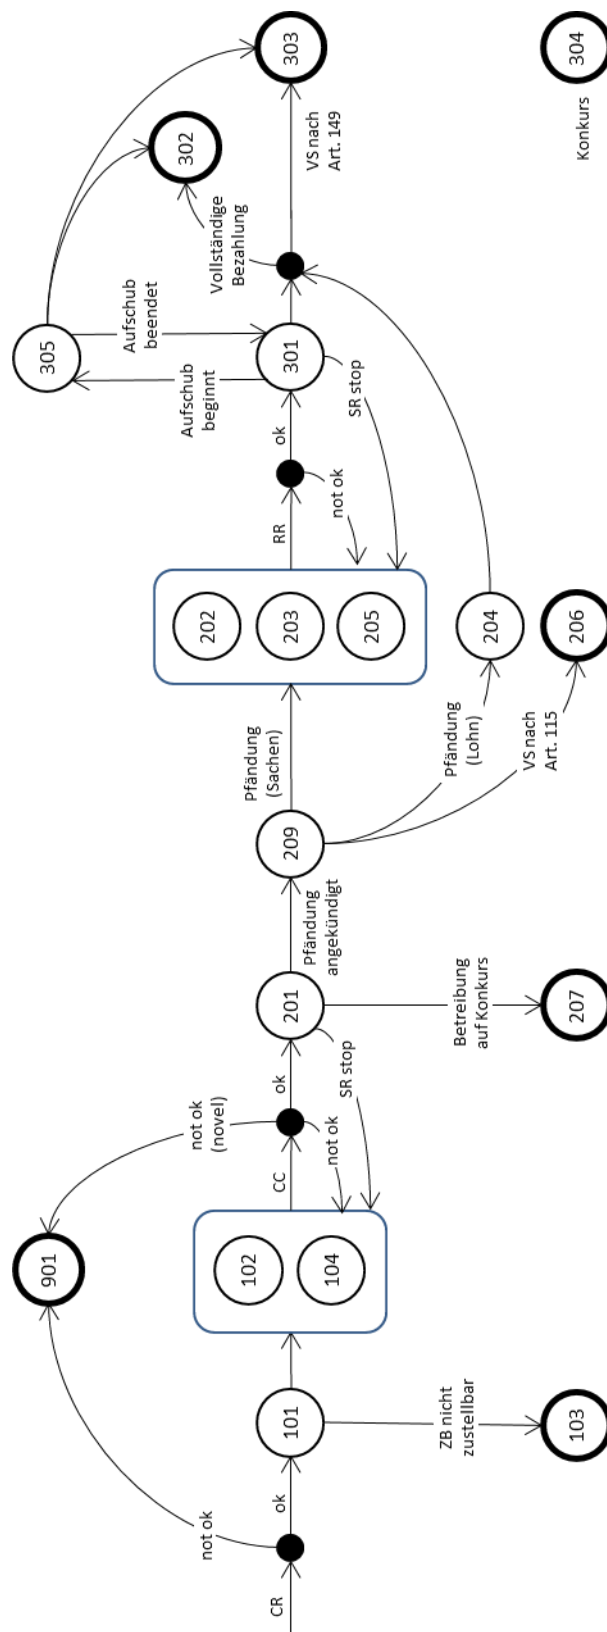 CR
not ok
ok
901
101
ZB nicht
zustellbar
103
102
104
CC
not ok
(novel)
not ok
ok
SR stop
201
Betreibung
auf Konkurs
207
Pfändung
angekündigt
209
Pfändung
(Sachen)
Pfändung
(Lohn)
VS nach
Art. 115
202
203
205
204
206
RR
not ok
ok
SR stop
301
Aufschub
beginnt
Aufschub
beendet
305
Vollständige
Bezahlung
302
VS nach
Art. 149
303
304
Konkurs